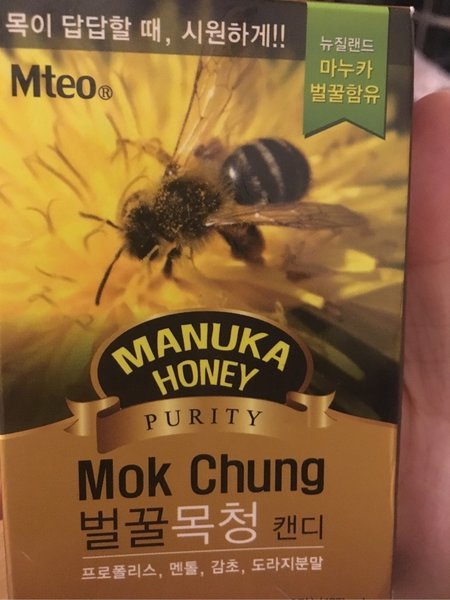 목이 답답할 때, 시원하게!!
뉴질랜드
마누카
벌꿀함유
Mteo®
MANUKA
HONEY
PURITY
Mok Chung
벌꿀목청 캔디
프로폴리스, 멘톨, 감초, 도라지분말